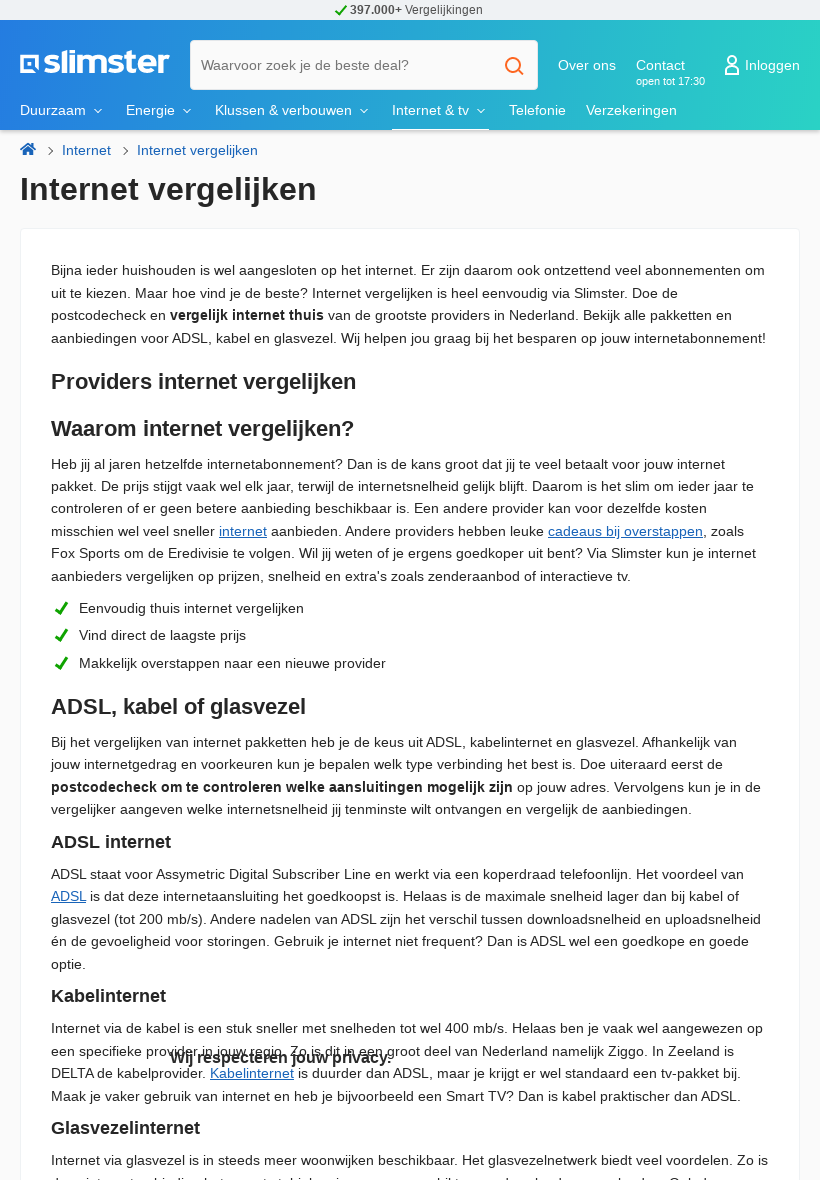 397.000+ Vergelijkingen
slimster
Warvoor zoek je de beste deal?
Over ons
Contact
open tot 17:30
Inloggen
Duurzaam
Energie
Klussen & verbouwen
Internet & tv
Telefonie
Verzekeringen
Internet
Internet vergelijken
Internet vergelijken
Bijna ieder huishouden is wel aangesloten op het internet. Er zijn daarom ook ontzettend veel abonnementen om
uit te kiezen. Maar hoe vind je de beste? Internet vergelijken is heel eenvoudig via Slimster. Doe de
postcodecheck en vergelijk internet thuis van de grootste providers in Nederland. Bekijk alle pakketten en
aanbiedingen voor ADSL, kabel en glasvezel. Wij helpen jou graag bij het besparen op jouw internetabonnement!
Providers internet vergelijken
Waarom internet vergelijken?
Heb jij al jaren hetzelfde internetabonnement? Dan is de kans groot dat jij te veel betaalt voor jouw internet
pakket. De prijs stijgt vaak wel elk jaar, terwijl de internetsnelheid gelijk blijft. Daarom is het slim om ieder jaar te
controleren of er geen betere aanbieding beschikbaar is. Een andere provider kan voor dezelfde kosten
misschien wel veel sneller internet aanbieden. Andere providers hebben leuke cadeaus bij overstappen, zoals
Fox Sports om de Eredivisie te volgen. Wil jij weten of je ergens goedkoper uit bent? Via Slimster kun je internet
aanbieders vergelijken op prijzen, snelheid en extra's zoals zenderaanbod of interactieve tv.
Eenvoudig thuis internet vergelijken
Vind direct de laagste prijs
Makkelijk overstappen naar een nieuwe provider
ADSL, kabel of glasvezel
Bij het vergelijken van internet pakketten heb je de keus uit ADSL, kabelinternet en glasvezel. Afhankelijk van
jouw internetgedrag en voorkeuren kun je bepalen welk type verbinding het best is. Doe uiteraard eerst de
postcodecheck om te controleren welke aansluitingen mogelijk zijn op jouw adres. Vervolgens kun je in de
vergelijker aangeven welke internetsnelheid jij tenminste wilt ontvangen en vergelijk de aanbiedingen.
ADSL internet
ADSL staat voor Assymetric Digital Subscriber Line en werkt via een koperdraad telefoonlijn. Het voordeel van
ADSL is dat deze internetaansluiting het goedkoopst is. Helaas is de maximale snelheid lager dan bij kabel of
glasvezel (tot 200 mb/s). Andere nadelen van ADSL zijn het verschil tussen downloadsnelheid en uploadsnelheid
én de gevoeligheid voor storingen. Gebruik je internet niet frequent? Dan is ADSL wel een goedkope en goede
optie.
Kabelinternet
Internet via de kabel is een stuk sneller met snelheden tot wel 400 mb/s. Helaas ben je vaak wel aangewezen op
een specifieke provider in jouw regio. Zo is dit in een groot deel van Nederland namelijk Ziggo. In Zeeland is
Wij respecteren jouw privacy.
DELTA de kabelprovider. Kabelinternet is duurder dan ADSL, maar je krijgt er wel standaard een tv-pakket bij.
Maak je vaker gebruik van internet en heb je bijvoorbeeld een Smart TV? Dan is kabel praktischer dan ADSL.
Glasvezelinternet
Internet via glasvezel is in steeds meer woonwijken beschikbaar. Het glasvezelnetwerk biedt veel voordelen. Zo is